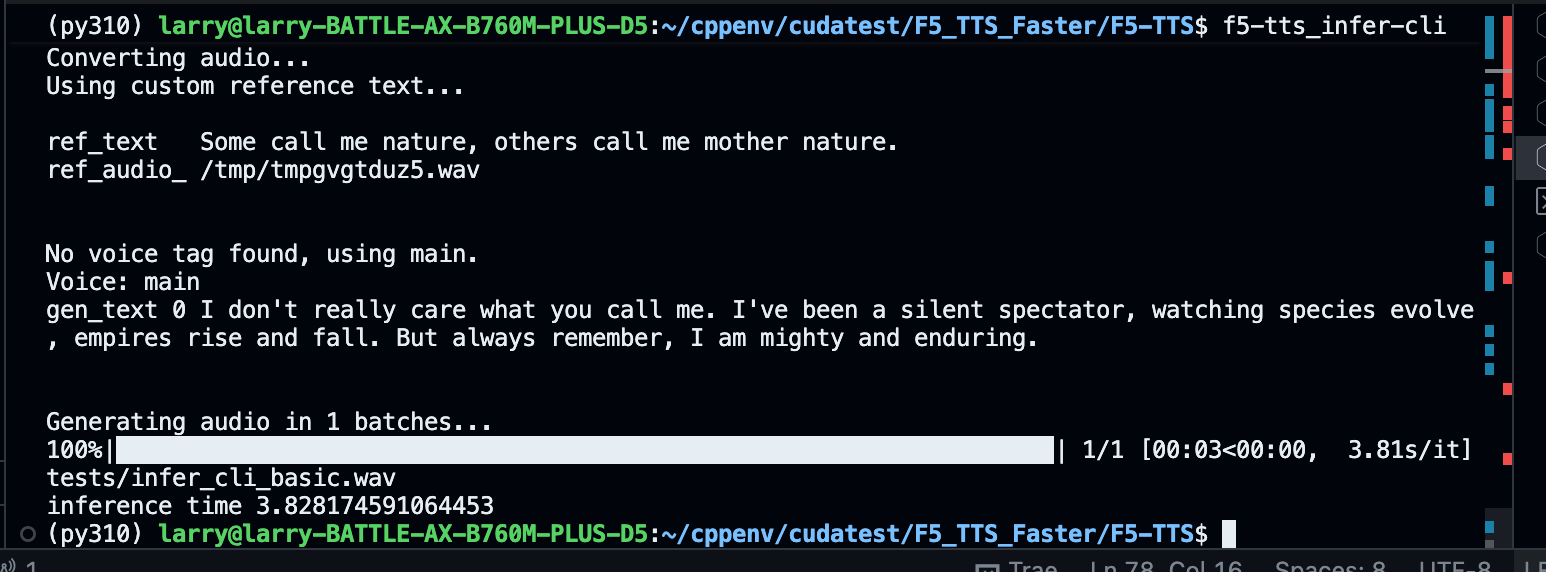 (py310) larry@larry-BATTLE-AX-B760M-PLUS-D5:~/cppenv/cudatest/F5_TTS_Faster/F5-TTS$ f5-tts_infer-cli
Converting audio...
Using custom reference text...
ref_text   Some call me nature, others call me mother nature.
ref_audio_ /tmp/tmpgvgtduz5.wav
No voice tag found, using main.
Voice: main
gen_text 0 I don't really care what you call me. I've been a silent spectator, watching species evolve
, empires rise and fall. But always remember, I am mighty and enduring.
Generating audio in 1 batches...
100%| | 1/1 [00:03<00:00,  3.81s/it]
tests/infer_cli_basic.wav
inference time 3.828174591064453
(py310) larry@larry-BATTLE-AX-B760M-PLUS-D5:~/cppenv/cudatest/F5_TTS_Faster/F5-TTS$
1 Trae Ln 78, Col 16 Spaces: 8 UTF-8